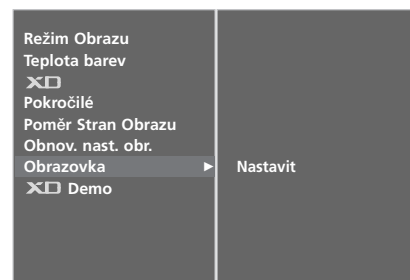 Režim Obrazu
Teplota barev
XD
Pokročilé
Poměr Stran Obrazu
Obnov. nast. obr.
Obrazovka ► Nastavit
XD Demo